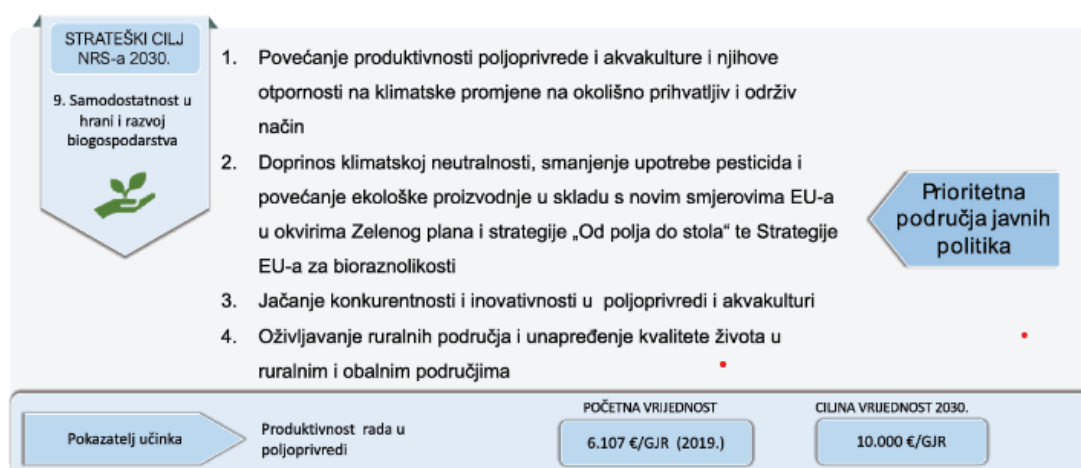 STRATEŠKI CILJ
NRS-a 2030.
9. Samodostatnost u
hrani i razvoj
biogospodarstva
1. Povećanje produktivnosti poljoprivrede i akvakulture i njihove
otpornosti na klimatske promjene na okolišno prihvatljiv i održiv
način
2. Doprinos klimatskoj neutralnosti, smanjenje upotrebe pesticida i
povećanje ekološke proizvodnje u skladu s novim smjerovima EU-a
u okvirima Zelenog plana i strategije „Od polja do stola“ te Strategije
EU-a za bioraznolikosti
3. Jačanje konkurentnosti i inovativnosti u poljoprivredi i akvakulturi
4. Oživljavanje ruralnih područja i unapređenje kvalitete života u
ruralnim i obalnim područjima
Prioritetna
područja javnih
politika
Pokazatelj učinka
Produktivnost rada u
poljoprivredi
POČETNA VRIJEDNOST
6.107 €/GJR (2019.)
CILJNA VRIJEDNOST 2030.
10.000 €/GJR